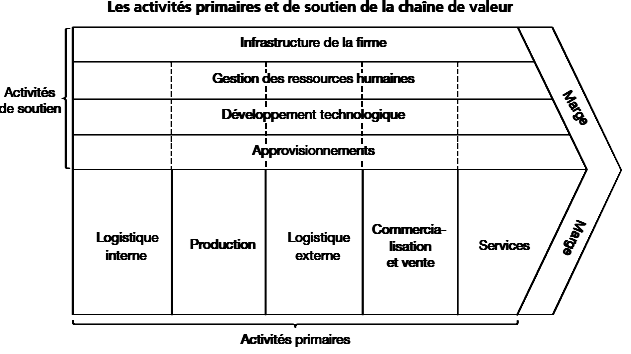 Les activités primaires et de soutien de la chaîne de valeur
Infrastructure de la firme
Activités
de soutien
Gestion des ressources humaines
Développement technologique
Approvisionnements
Marge
Logistique
interne
Production
Logistique
externe
Commercia-
lisation
et vente
Services
Marge
Activités primaires